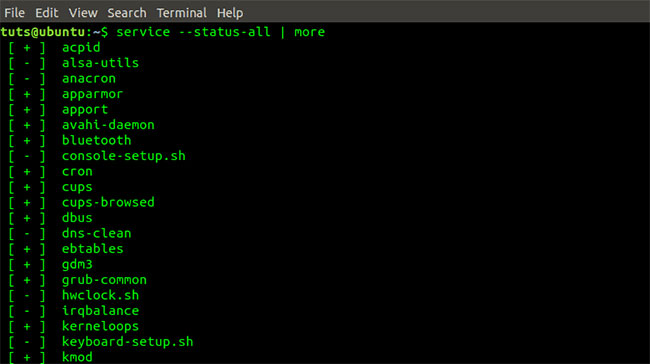 File Edit View Search Terminal Help
tuts@ubuntu:~$ service --status-all | more
[ + ] acpid
[ - ] alsa-utils
[ - ] anacron
[ + ] apparmor
[ + ] apport
[ + ] avahi-daemon
[ + ] bluetooth
[ - ] console-setup.sh
[ + ] cron
[ + ] cups
[ + ] cups-browsed
[ + ] dbus
[ - ] dns-clean
[ + ] ebtables
[ + ] gdm3
[ + ] grub-common
[ - ] hwclock.sh
[ - ] irqbalance
[ + ] kerneloops
[ - ] keyboard-setup.sh
[ + ] kmod